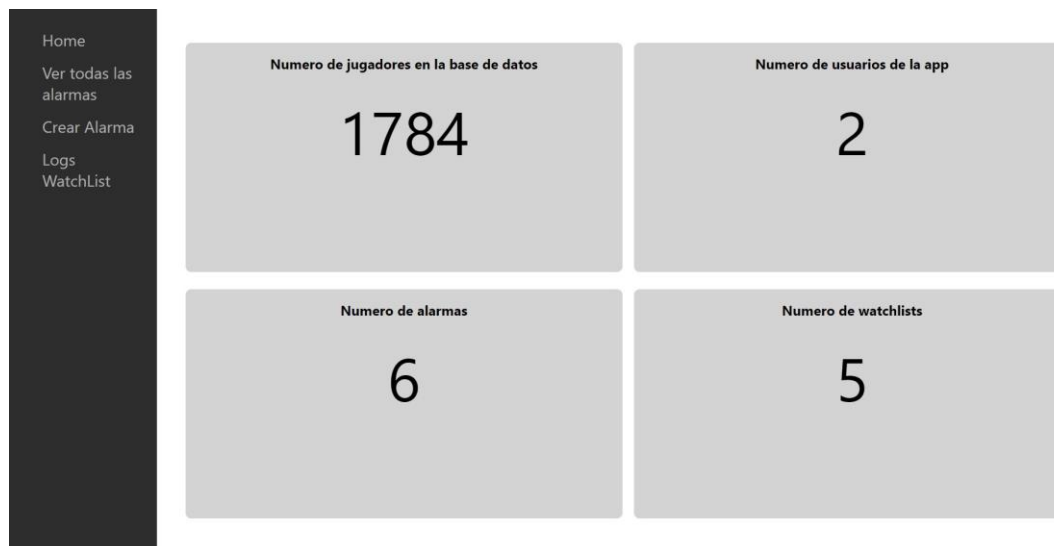 Home
Ver todas las
alarmas
Crear Alarma
Logs
WatchList
Numero de jugadores en la base de datos
1784
Numero de usuarios de la app
2
Numero de alarmas
6
Numero de watchlists
5